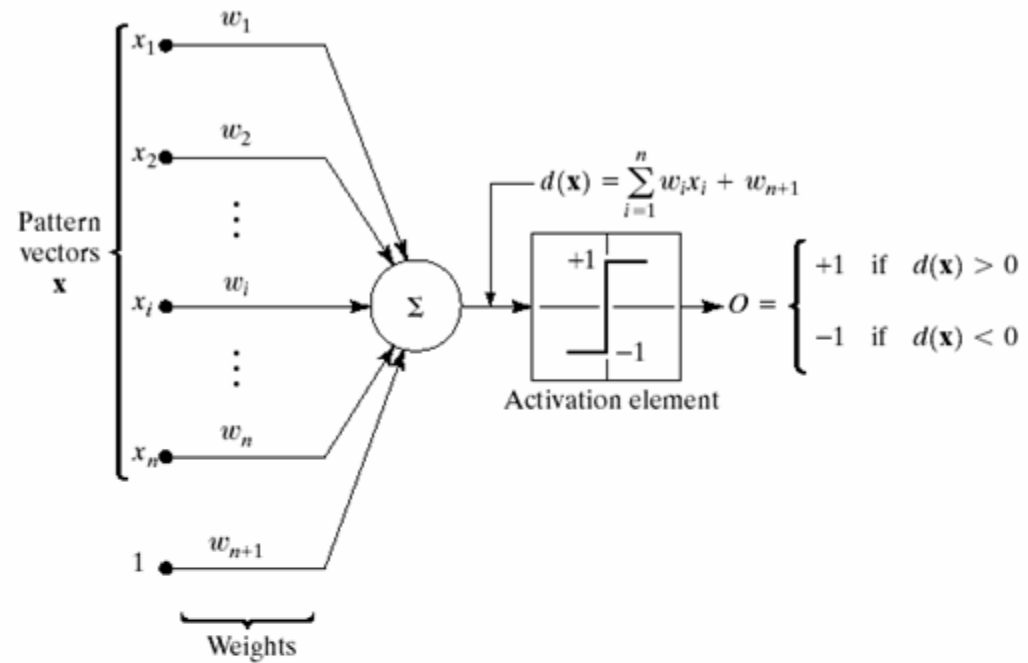 w₁
x₁
w₂
x₂
⋮
d(x) = ∑ᵢ₌₁ⁿ wᵢxᵢ + wₙ₊₁
Pattern
vectors
x
+1
+1 if d(x) > 0
wᵢ
xᵢ
Σ
O =
−1
−1 if d(x) < 0
⋮
Activation element
wₙ
xₙ
wₙ₊₁
1
Weights